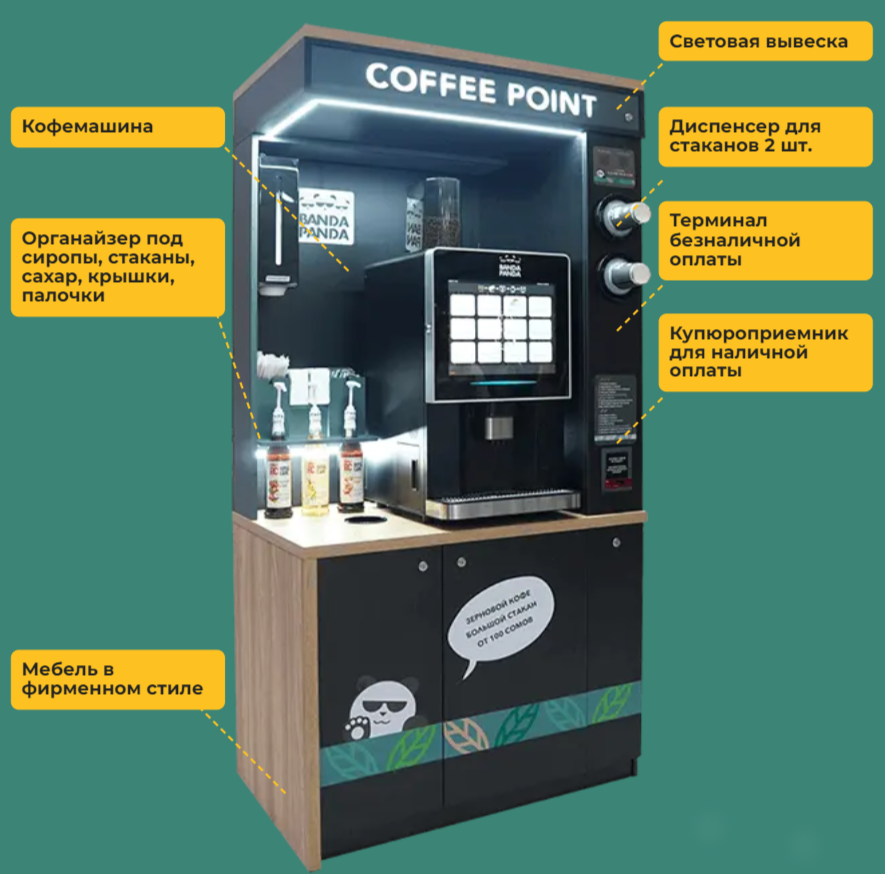 Световая вывеска
COFFEE POINT
Кофемашина
Диспенсер для
стаканов 2 шт.
BANDA
PANDA
Терминал
безналичной
оплаты
Органайзер под
сиропы, стаканы,
сахар, крышки,
палочки
BANDA
PANDA
Купюроприемник
для наличной
оплаты
ЗЕРНОВОЙ КОФЕ
БОЛЬШОЙ СТАКАН
ОТ 100 СОМОВ
Мебель в
фирменном стиле